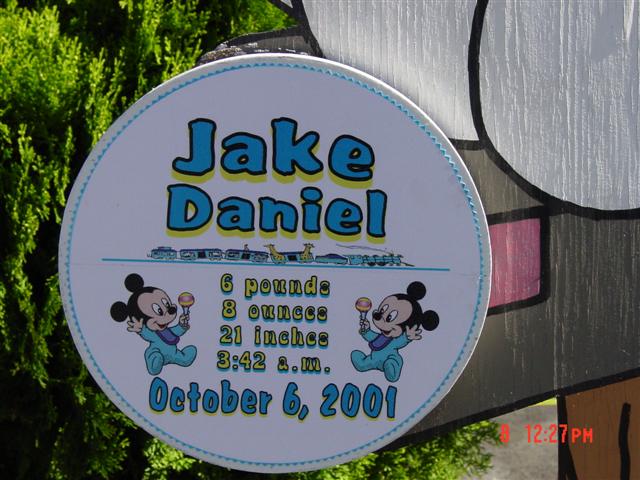 Jake
Daniel
6 pounds
8 ounces
21 inches
3:42 a.m.
October 6, 2001
8 12:27PM